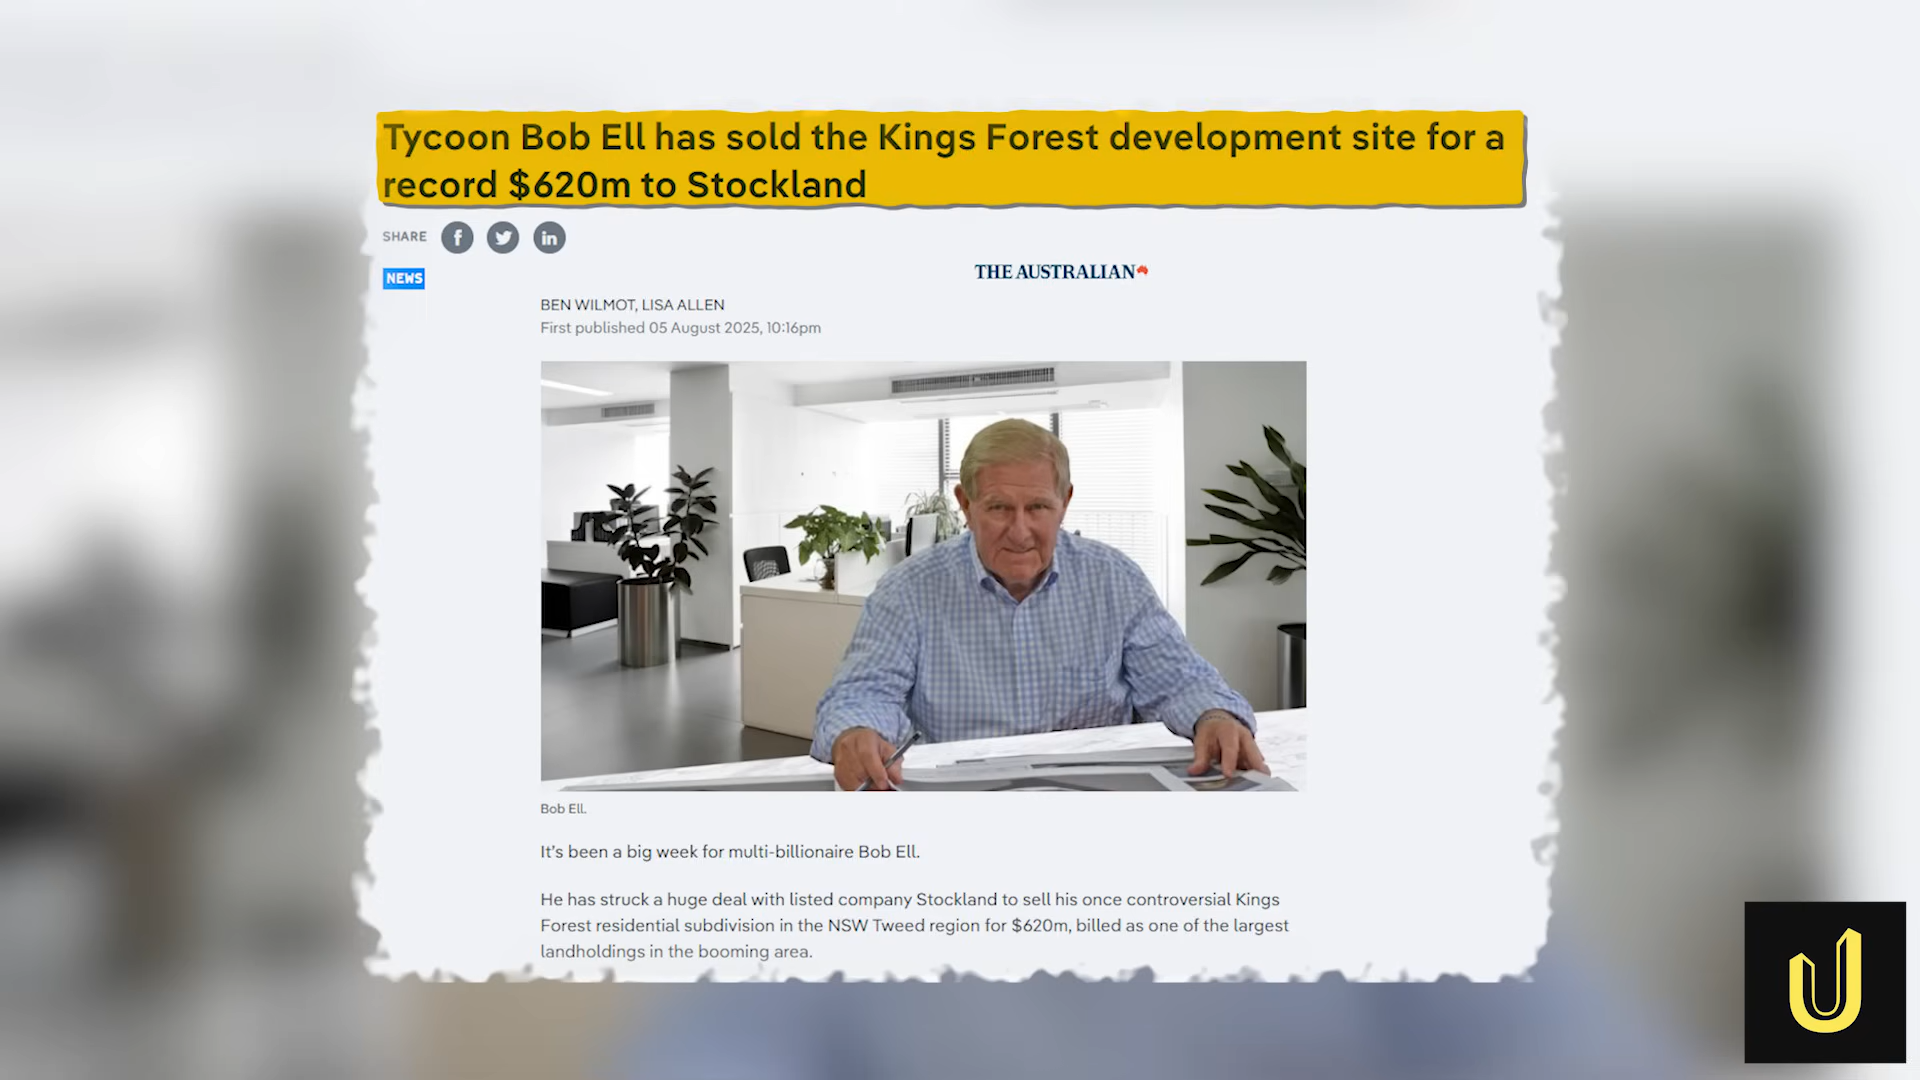 Tycoon Bob Ell has sold the Kings Forest development site for a
record $620m to Stockland
SHARE
NEWS
THE AUSTRALIAN
BEN WILMOT, LISA ALLEN
First published 05 August 2025, 10:16pm
Bob Ell.
It's been a big week for multi-billionaire Bob Ell.
He has struck a huge deal with listed company Stockland to sell his once controversial Kings
Forest residential subdivision in the NSW Tweed region for $620m, billed as one of the largest
landholdings in the booming area.